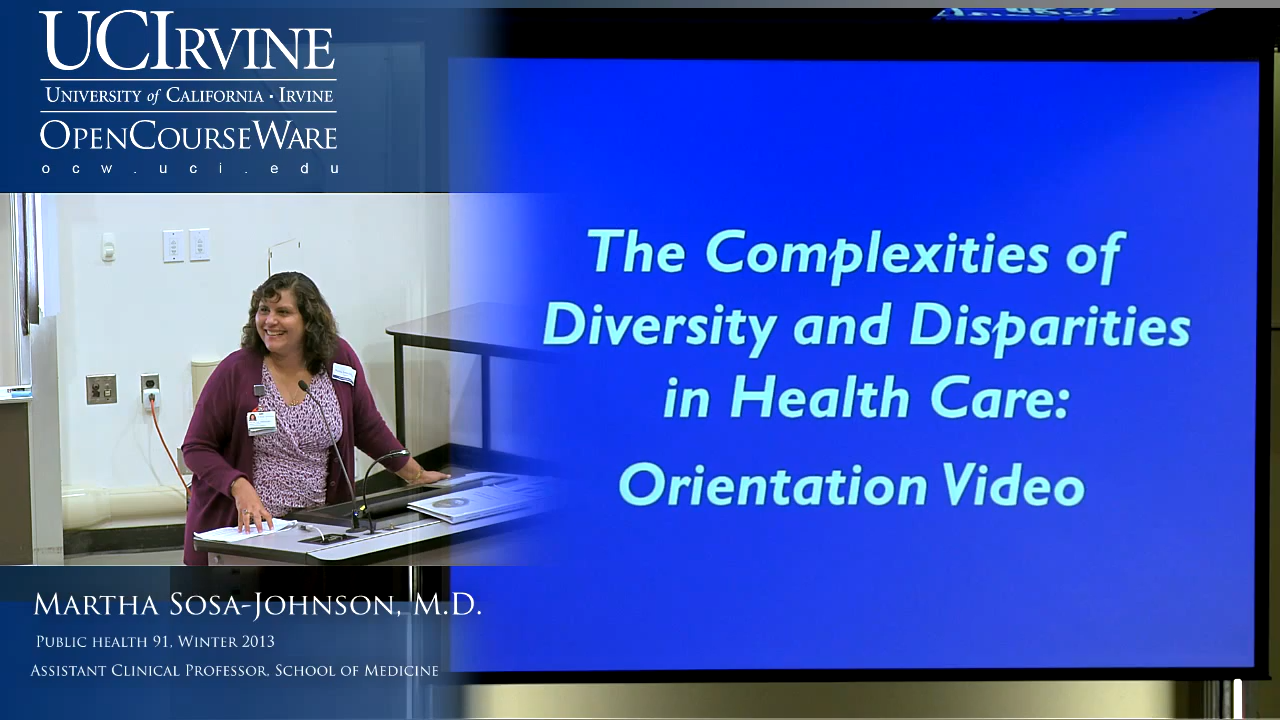 UCIRVINE
UNIVERSITY of CALIFORNIA · IRVINE
OPENCOURSEWARE
ocw.uci.edu
The Complexities of
Diversity and Disparities
in Health Care:
Orientation Video
MARTHA SOSA-JOHNSON, M.D.
PUBLIC HEALTH 91, WINTER 2013
ASSISTANT CLINICAL PROFESSOR, SCHOOL OF MEDICINE